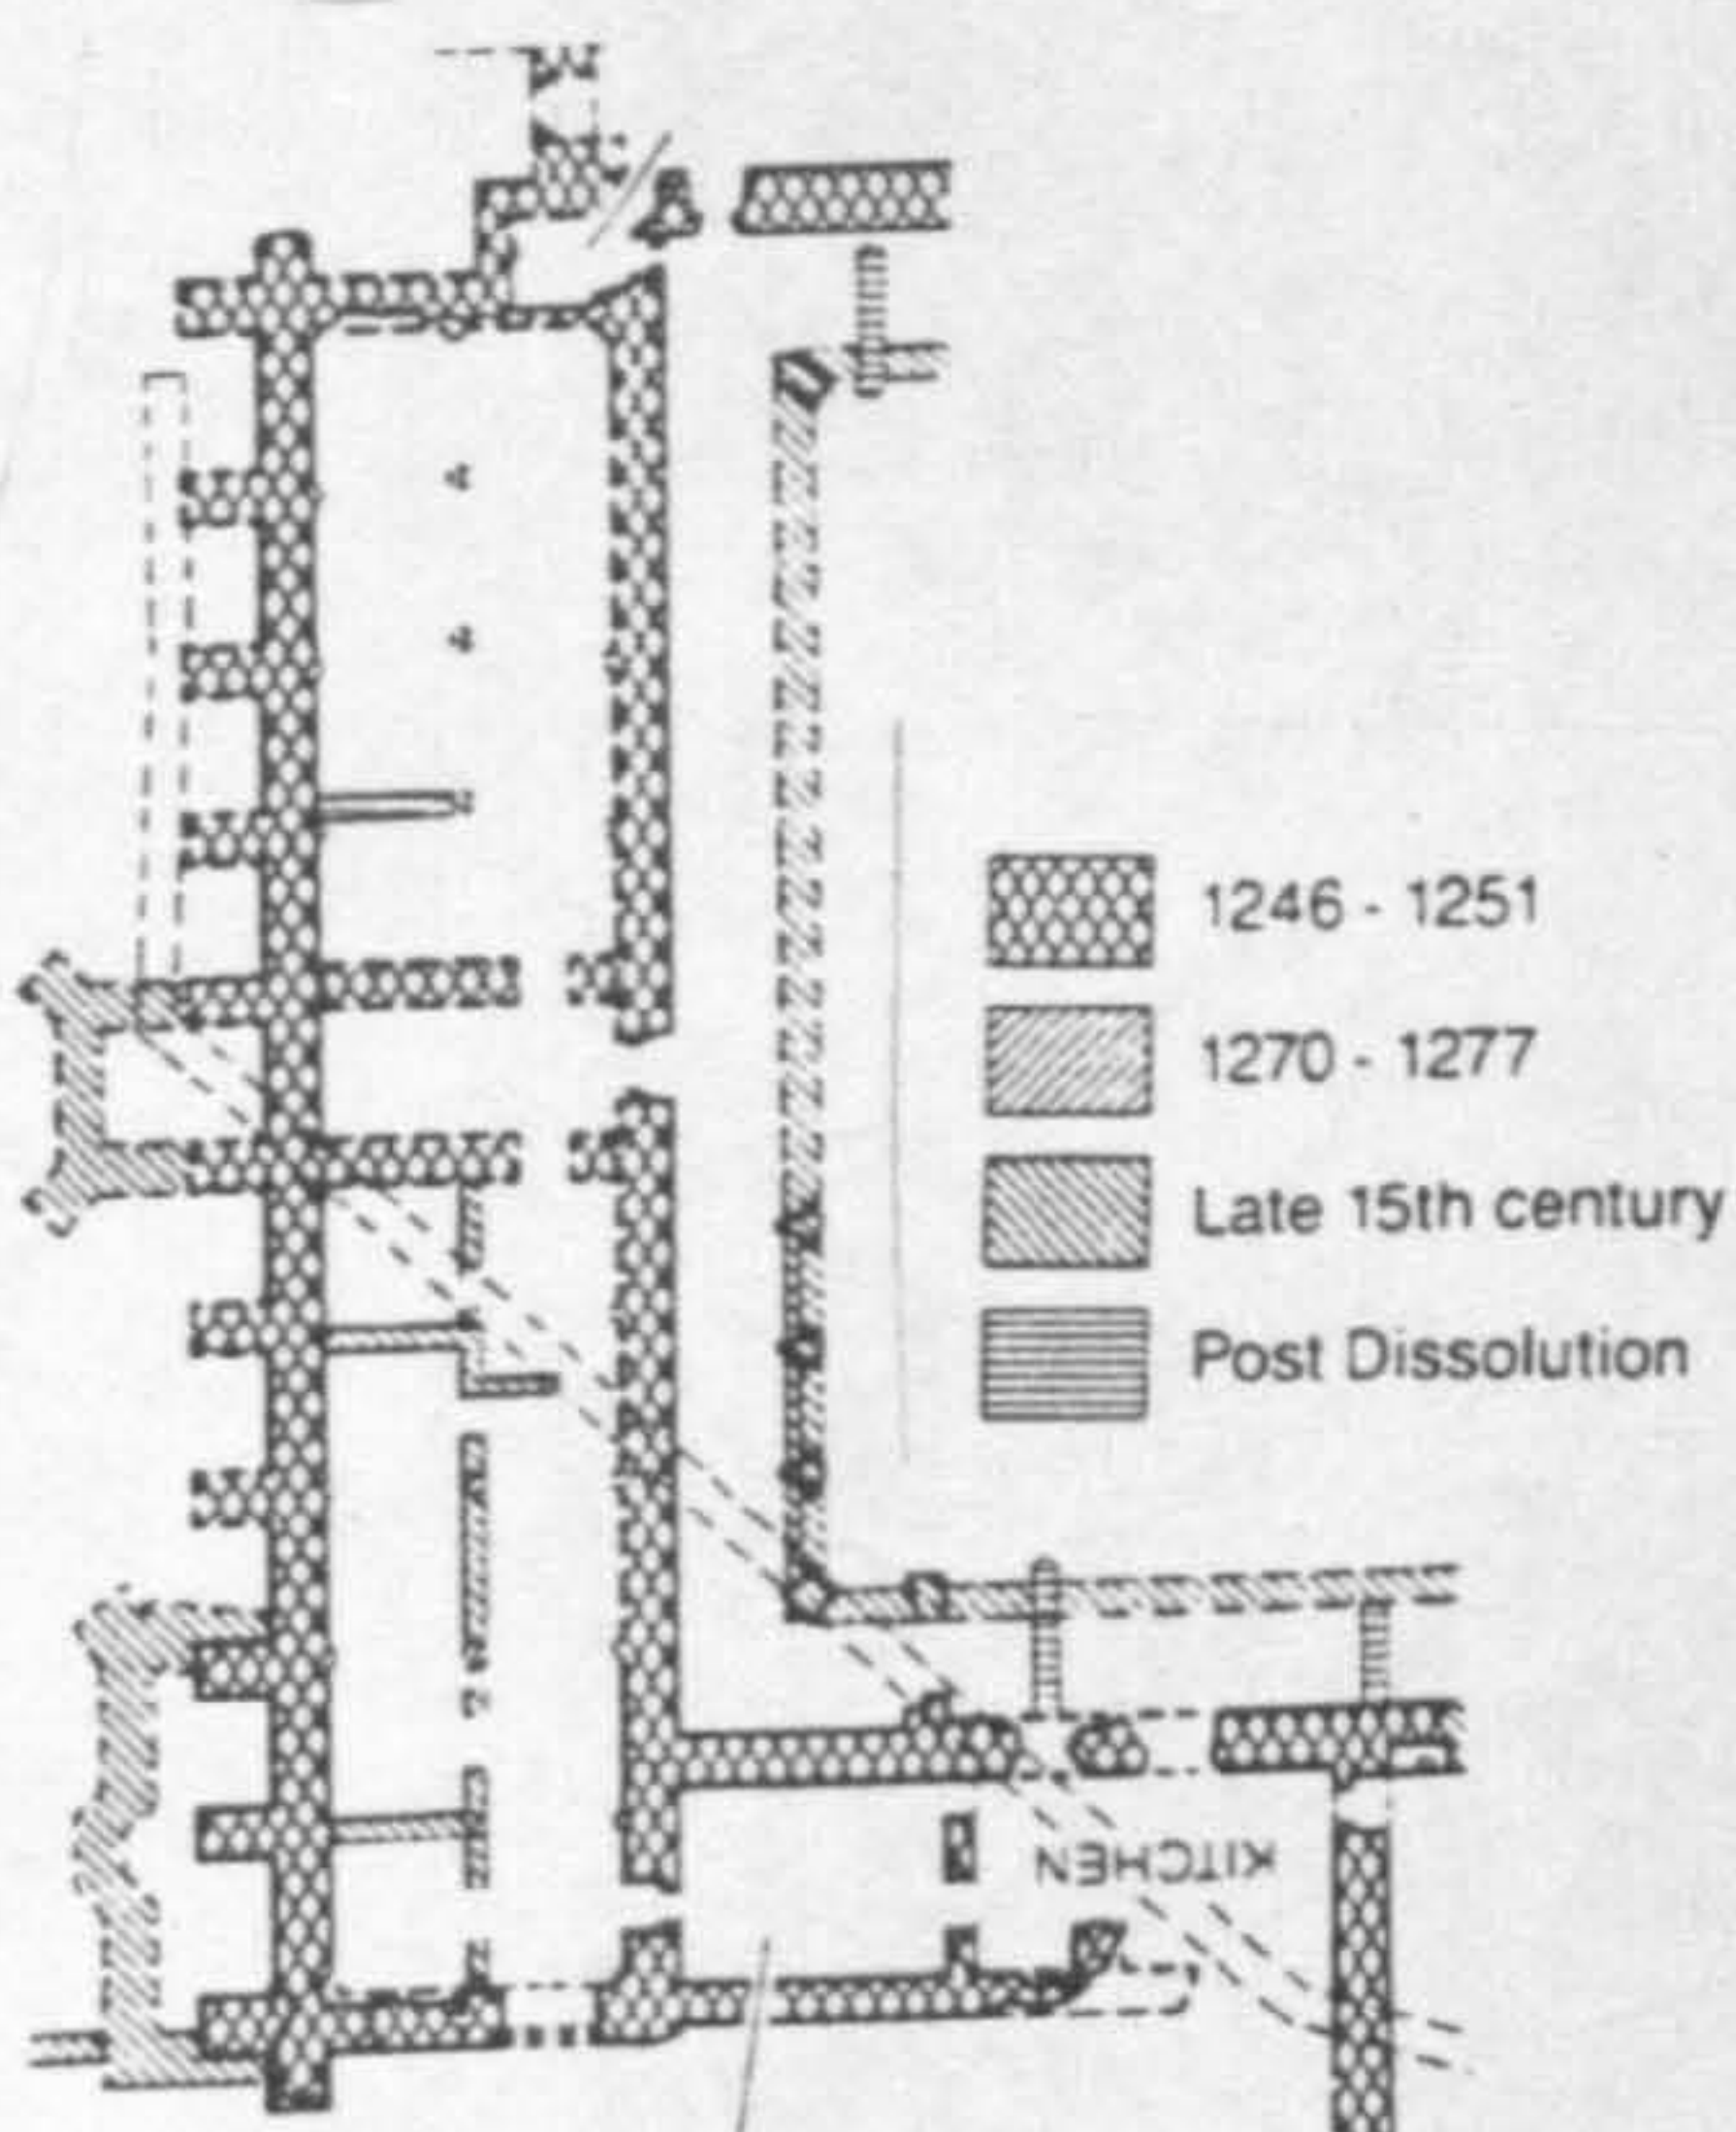 1246 - 1251
1270 - 1277
Late 15th century
Post Dissolution
KITCHEN